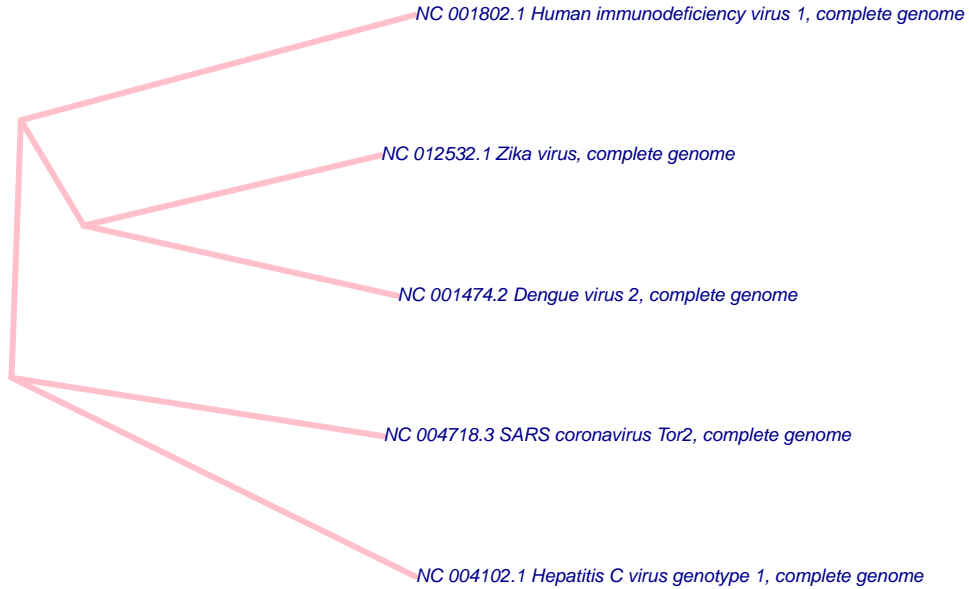 NC 001802.1 Human immunodeficiency virus 1, complete genome
NC 012532.1 Zika virus, complete genome
NC 001474.2 Dengue virus 2, complete genome
NC 004718.3 SARS coronavirus Tor2, complete genome
NC 004102.1 Hepatitis C virus genotype 1, complete genome